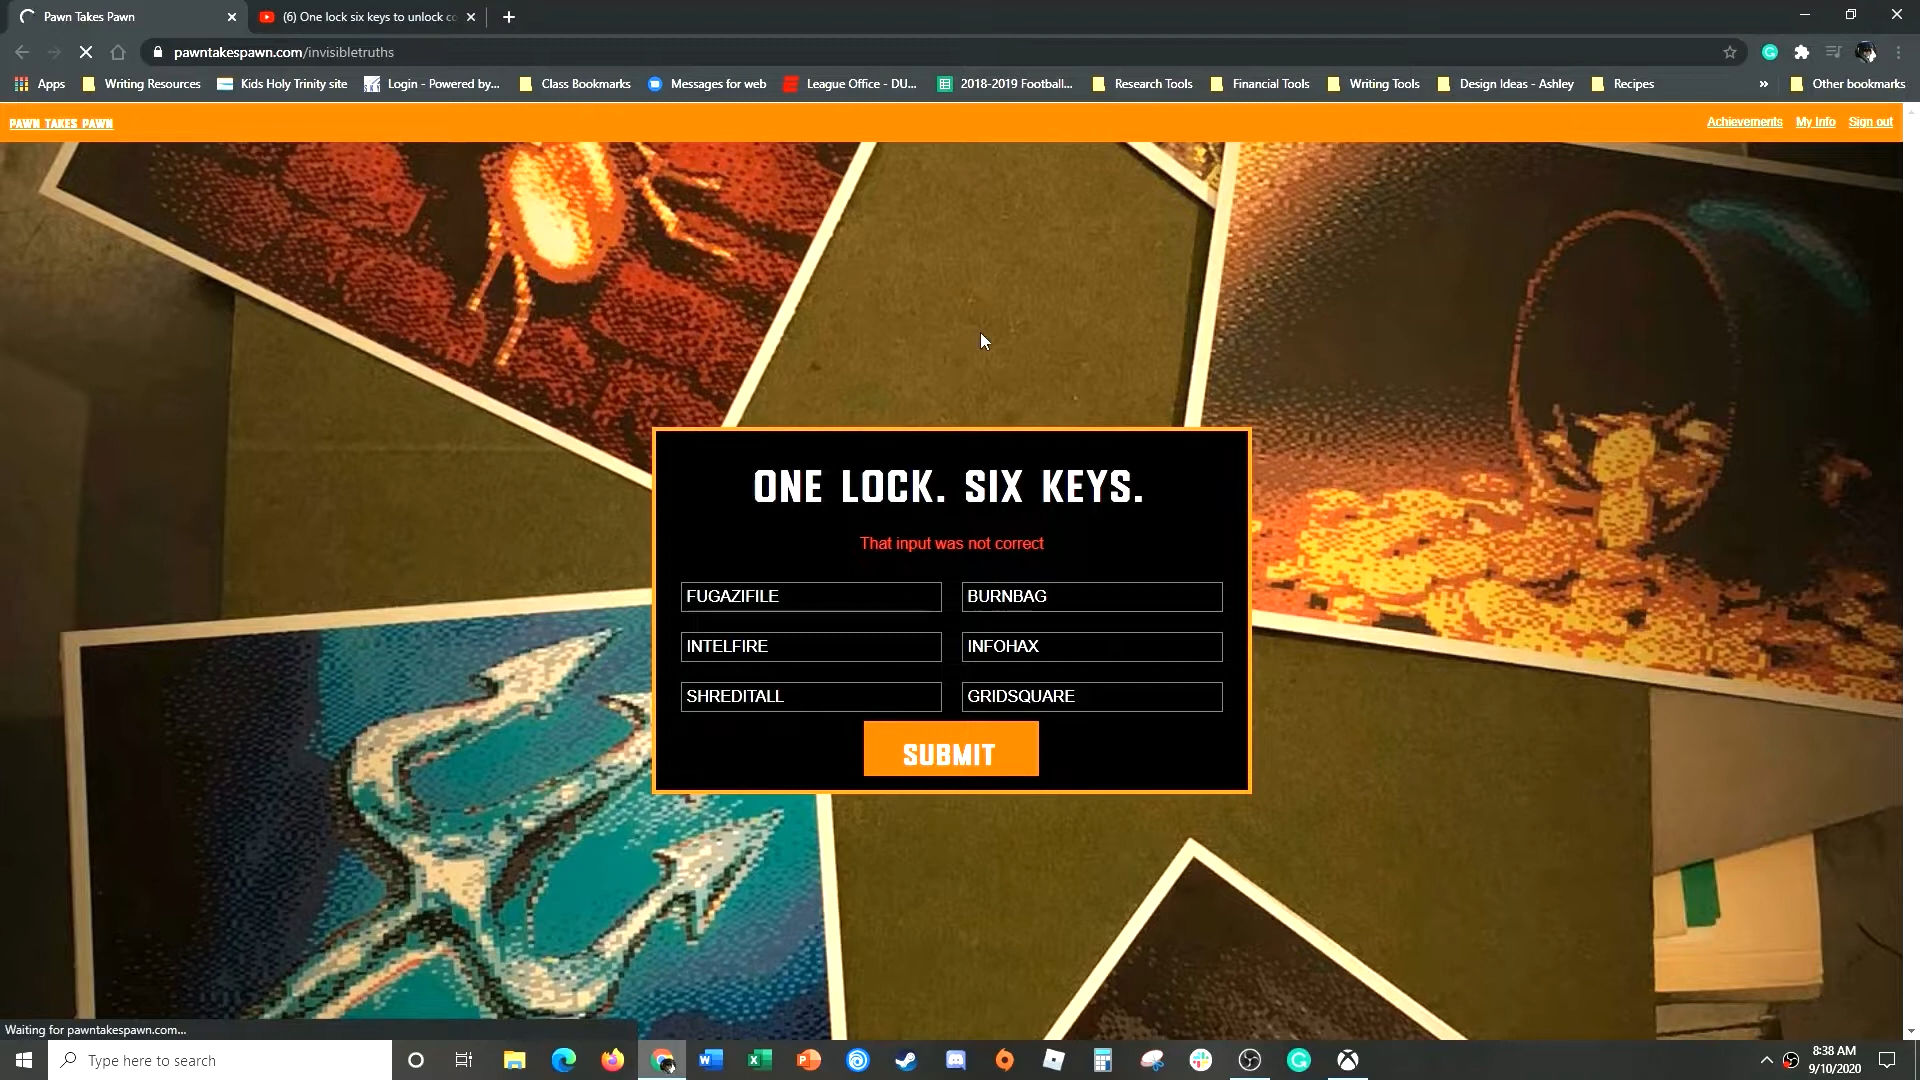 Pawn Takes Pawn
(6) One lock six keys to unlock co
pawntakespawn.com/invisibletruths
Apps
Writing Resources
Kids Holy Trinity site
Login - Powered by...
Class Bookmarks
Messages for web
League Office - DU...
2018-2019 Football...
Research Tools
Financial Tools
Writing Tools
Design Ideas - Ashley
Recipes
»
Other bookmarks
PAWN TAKES PAWN
Achievements
My Info
Sign out
ONE LOCK. SIX KEYS.
That input was not correct
FUGAZIFILE
BURNBAG
INTELFIRE
INFOHAX
SHREDITALL
GRIDSQUARE
SUBMIT
Waiting for pawntakespawn.com...
Type here to search
8:38 AM
9/10/2020